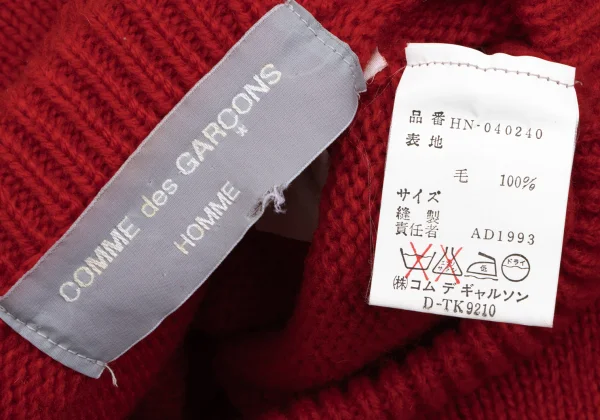 COMME des GARÇONS
*
HOMME
品番 HN-040240
表地
毛 100%
サイズ
縫製
責任者 AD1993
低 ドライ
㈱コム デ ギャルソン
D-TK9210